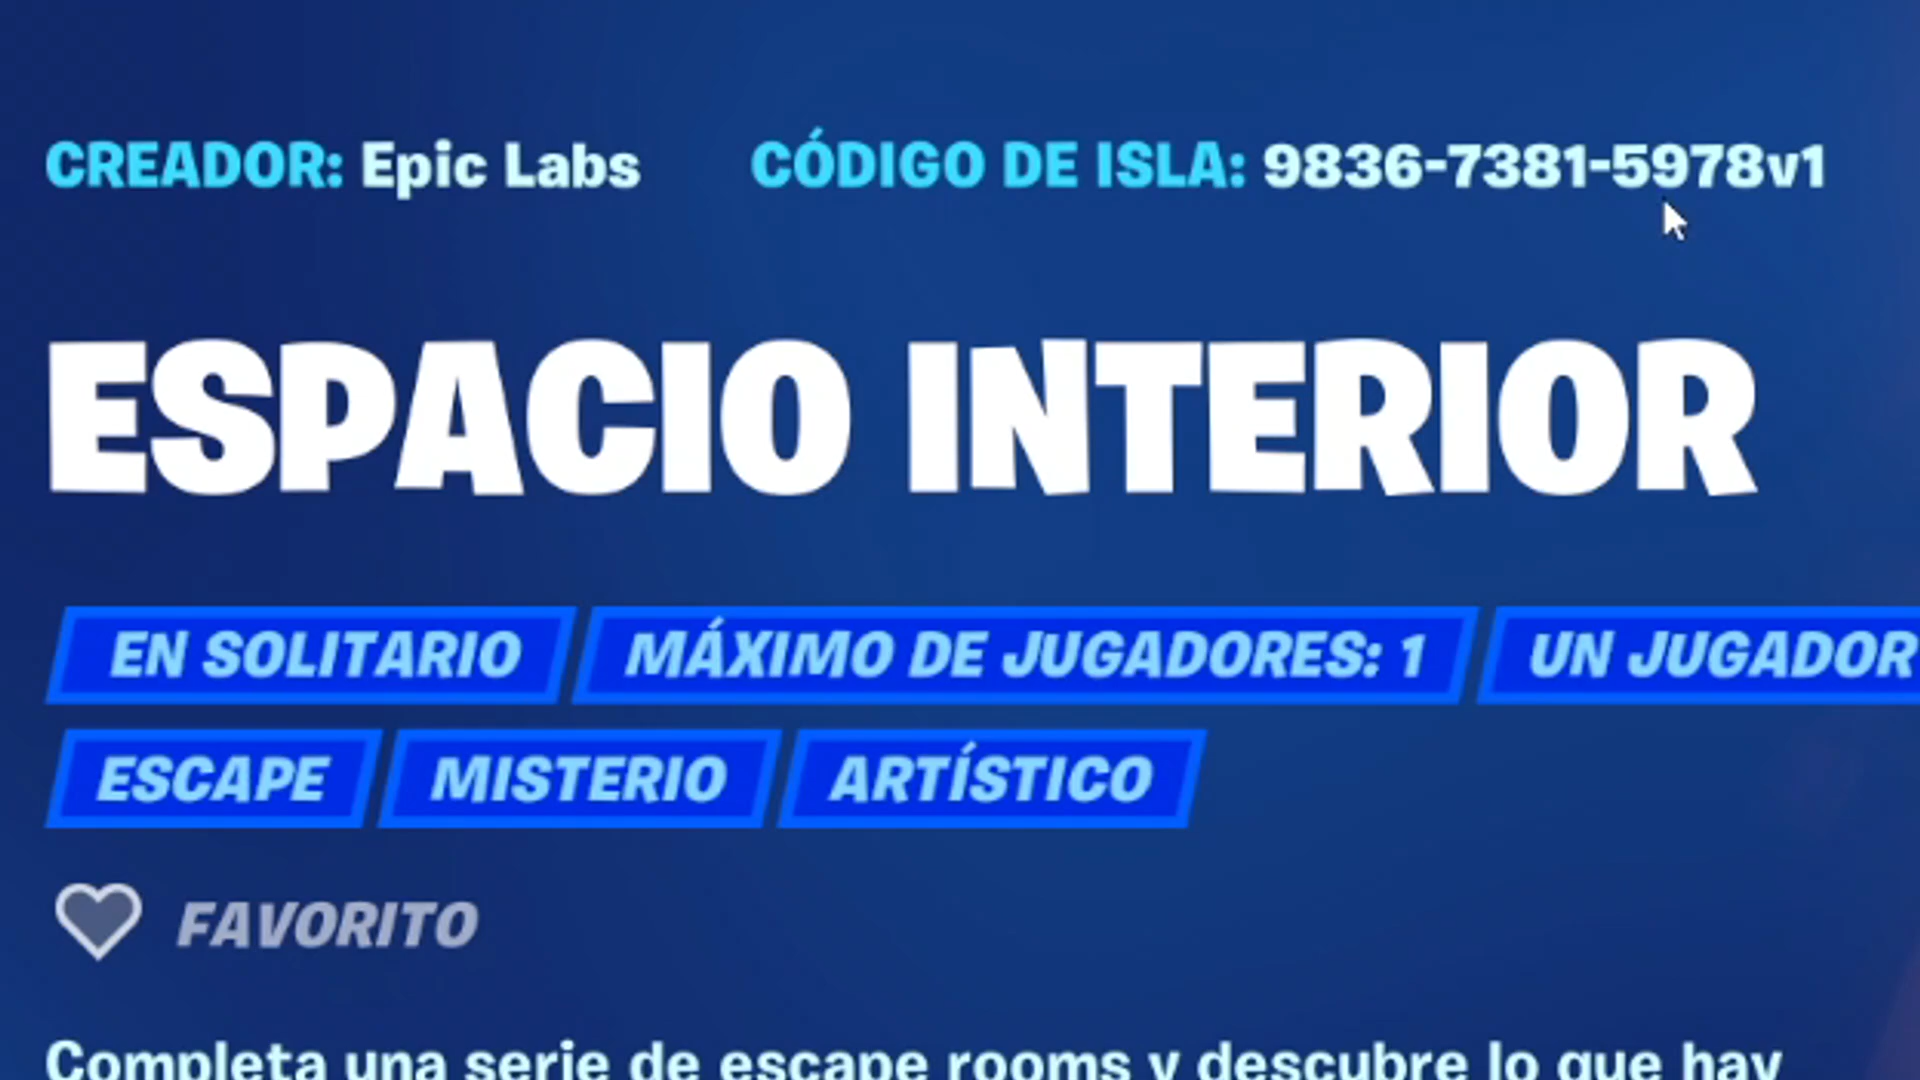 CREADOR: Epic Labs CÓDIGO DE ISLA: 9836-7381-5978v1
ESPACIO INTERIOR
EN SOLITARIO MÁXIMO DE JUGADORES: 1 UN JUGADOR
ESCAPE MISTERIO ARTÍSTICO
FAVORITO
Completa una serie de escape rooms y descubre lo que hay